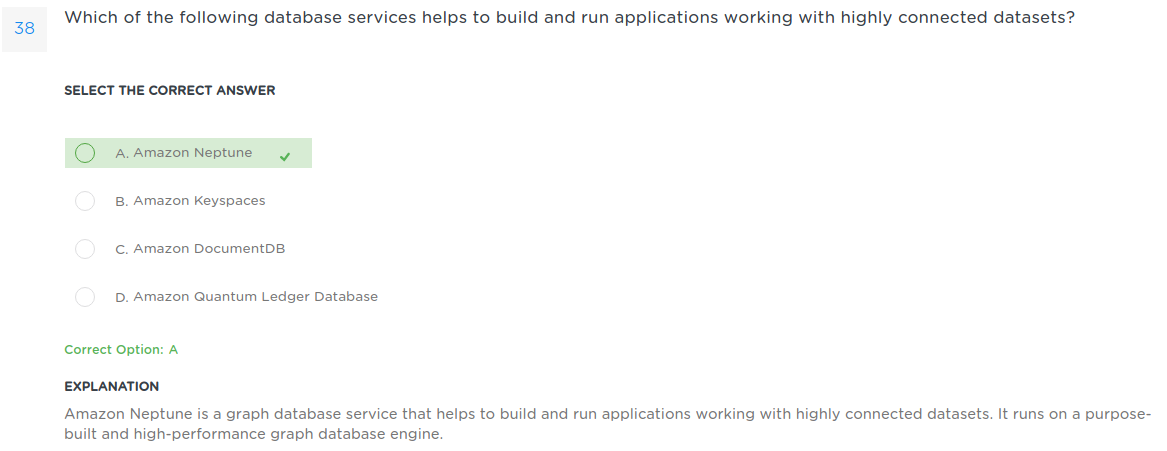 38
Which of the following database services helps to build and run applications working with highly connected datasets?
SELECT THE CORRECT ANSWER
A. Amazon Neptune
B. Amazon Keyspaces
C. Amazon DocumentDB
D. Amazon Quantum Ledger Database
Correct Option: A
EXPLANATION
Amazon Neptune is a graph database service that helps to build and run applications working with highly connected datasets. It runs on a purpose-
built and high-performance graph database engine.